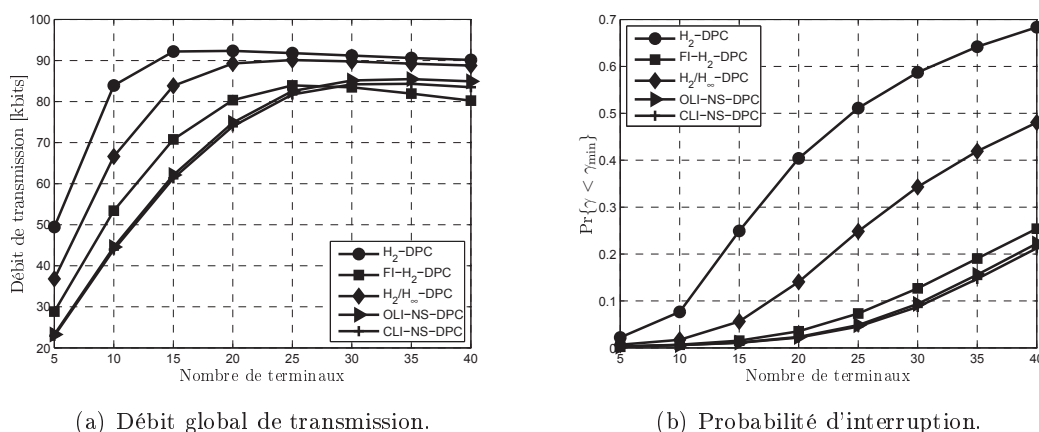 100
90
80
70
60
50
40
30
20
Débit de transmission [kbits]
H2-DPC
FI-H2-DPC
H2/H∞-DPC
OLI-NS-DPC
CLI-NS-DPC
5 10 15 20 25 30 35 40
Nombre de terminaux
(a) Débit global de transmission.
0.7
0.6
0.5
0.4
0.3
0.2
0.1
0
Pr{γ < γmin}
H2-DPC
FI-H2-DPC
H2/H∞-DPC
OLI-NS-DPC
CLI-NS-DPC
5 10 15 20 25 30 35 40
Nombre de terminaux
(b) Probabilité d'interruption.